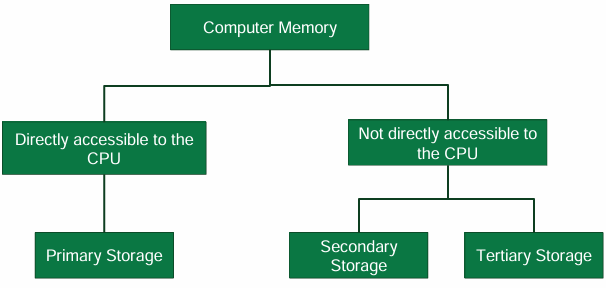 Computer Memory
Directly accessible to the
CPU
Not directly accessible to
the CPU
Primary Storage
Secondary
Storage
Tertiary Storage